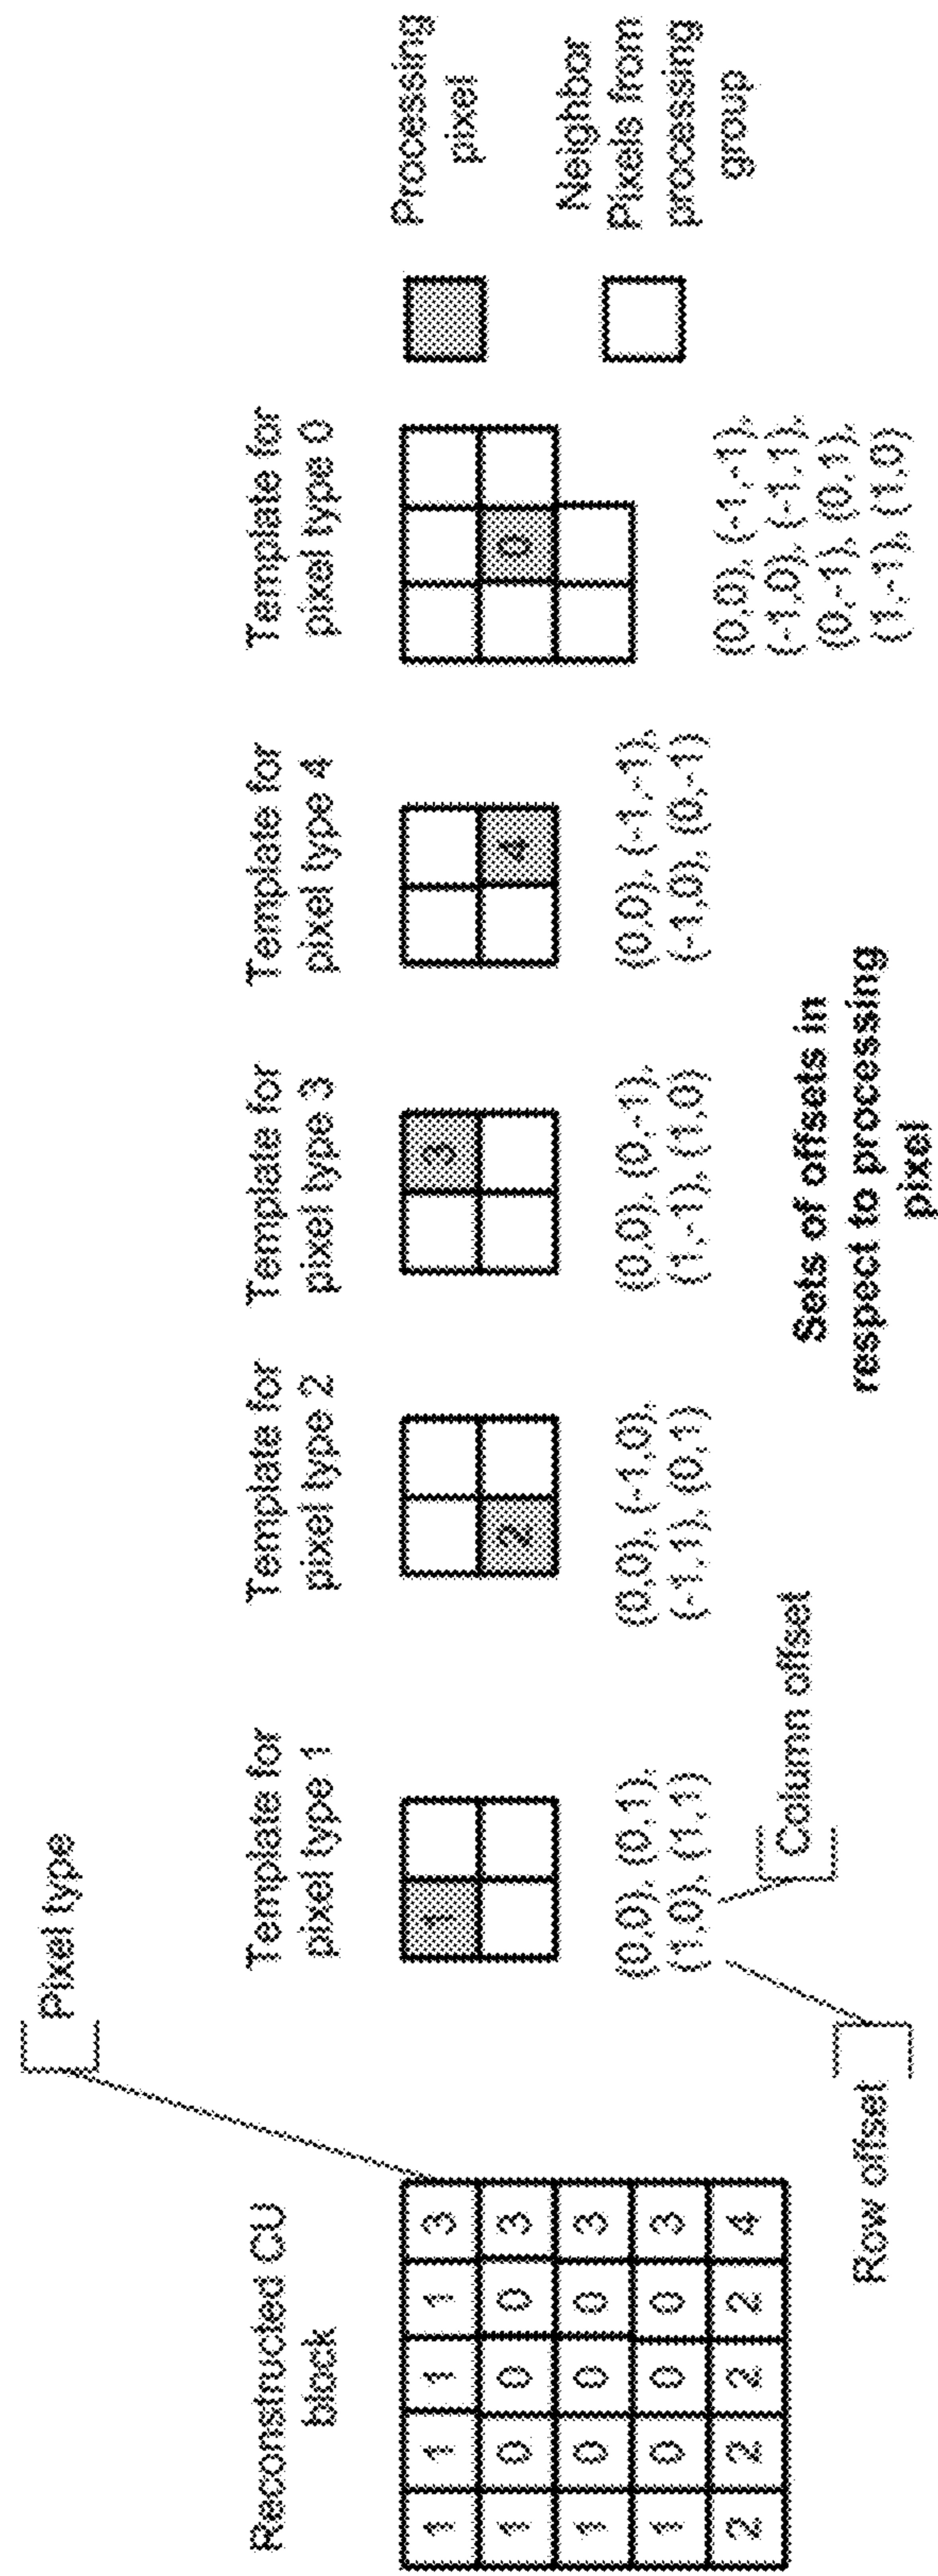 Pixel type
Reconstructed CU
block
1 1 1 1 3
1 0 0 0 3
1 0 0 0 3
1 0 0 0 3
2 2 2 2 4
Row offset
Template for
pixel type 1
1
(0,0), (0,1),
(1,0), (1,1)
Column offset
Template for
pixel type 2
2
(0,0), (-1,0),
(-1,1), (0,1)
Template for
pixel type 3
3
(0,0), (0,-1),
(1,-1), (1,0)
Template for
pixel type 4
4
(0,0), (-1,-1),
(-1,0), (0,-1)
Sets of offsets in
respect to processing
pixel
Template for
pixel type 0
0
(0,0), (-1,-1),
(-1,0), (-1,1),
(0,-1), (0,1),
(1,-1), (1,0)
Processing
pixel
Neighbor
Pixels from
processing
group